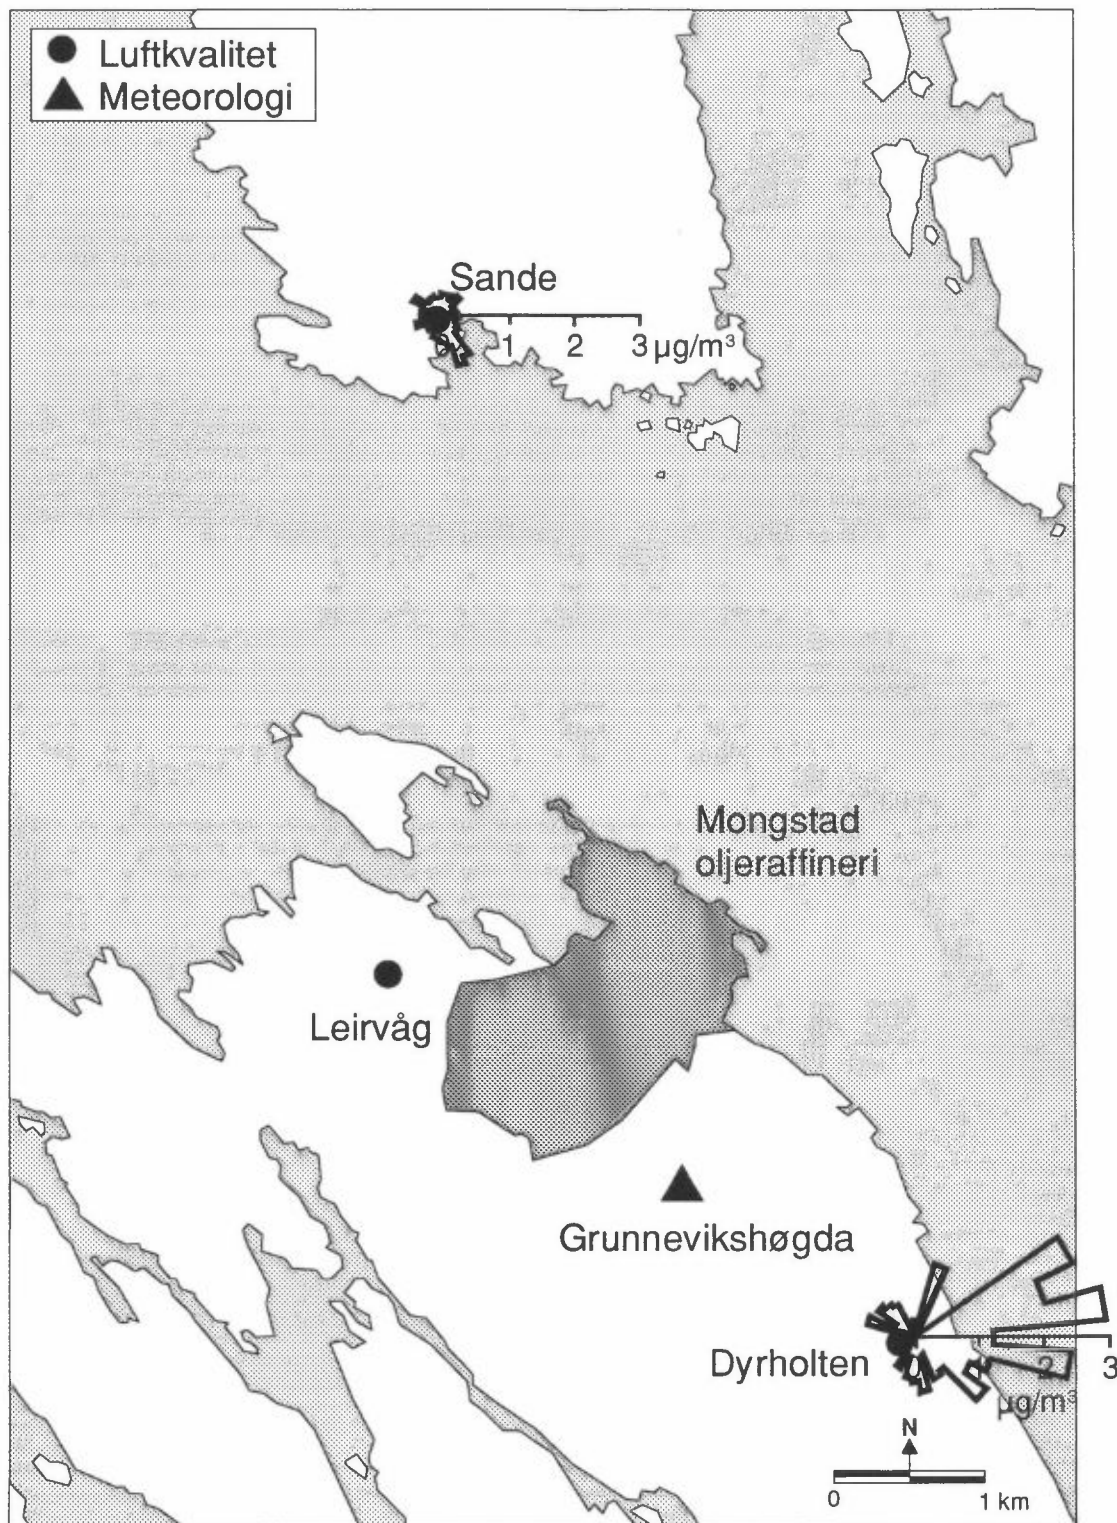 Luftkvalitet
Meteorologi
Sande
1 2 3 µg/m³
Mongstad
oljeraffineri
Leirvåg
Grunnevikshøgda
Dyrholten
2 3
µg/m³
N
0 1 km